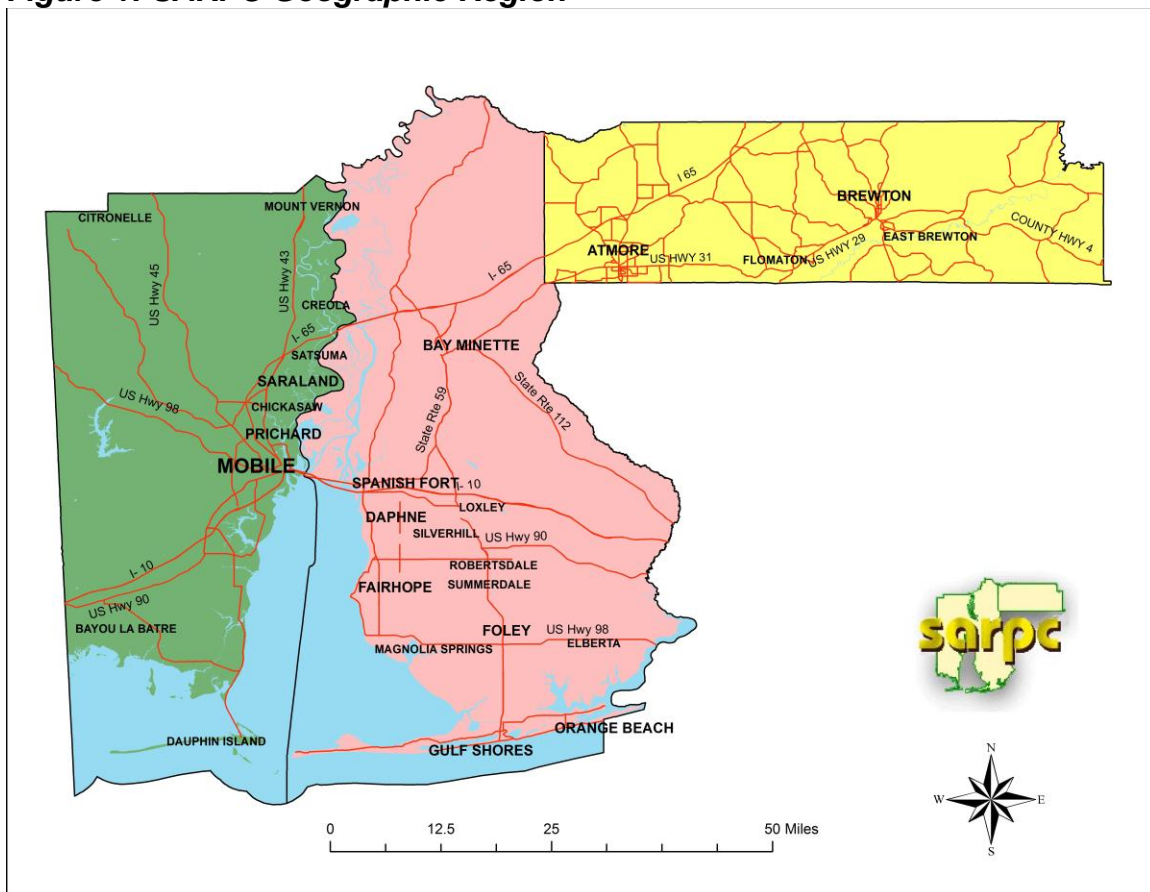 Figure 1: SARPC Geographic Region
CITRONELLE
MOUNT VERNON
US Hwy 45
US Hwy 43
CREOLA
I- 65
SATSUMA
SARALAND
CHICKASAW
US Hwy 98
PRICHARD
MOBILE
I- 10
US Hwy 90
BAYOU LA BATRE
DAUPHIN ISLAND
I- 65
BAY MINETTE
State Rte 59
State Rte 112
SPANISH FORT
I- 10
LOXLEY
DAPHNE
SILVERHILL
US Hwy 90
ROBERTSDALE
FAIRHOPE
SUMMERDALE
FOLEY
US Hwy 98
MAGNOLIA SPRINGS
ELBERTA
ORANGE BEACH
GULF SHORES
I 65
BREWTON
EAST BREWTON
COUNTY HWY 4
ATMORE
US HWY 31
FLOMATON
US HWY 29
sarpc
N
W
E
S
0 12.5 25 50 Miles